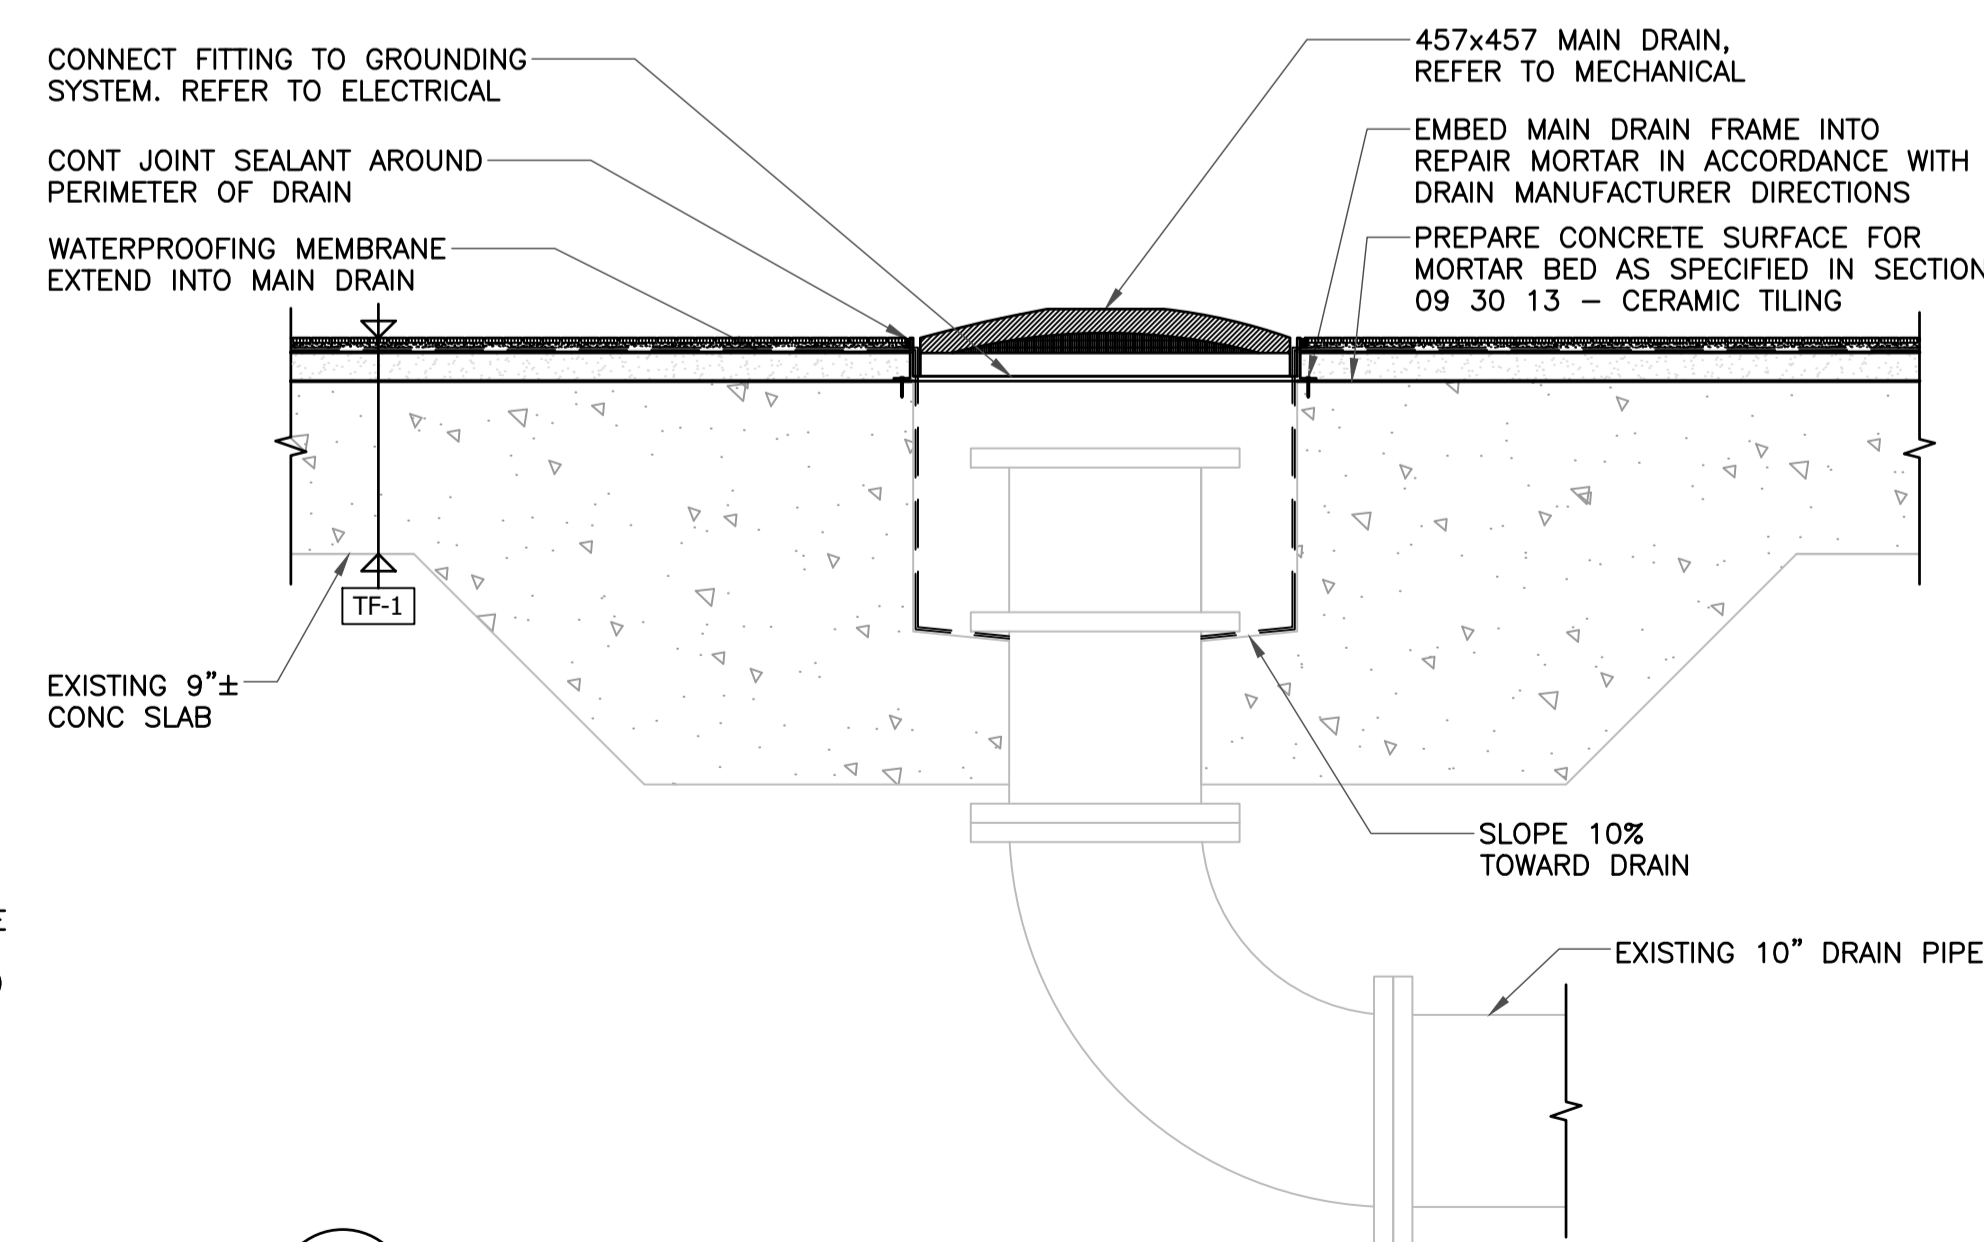 CONNECT FITTING TO GROUNDING
SYSTEM. REFER TO ELECTRICAL
CONT JOINT SEALANT AROUND
PERIMETER OF DRAIN
WATERPROOFING MEMBRANE
EXTEND INTO MAIN DRAIN
457x457 MAIN DRAIN,
REFER TO MECHANICAL
EMBED MAIN DRAIN FRAME INTO
REPAIR MORTAR IN ACCORDANCE WITH
DRAIN MANUFACTURER DIRECTIONS
PREPARE CONCRETE SURFACE FOR
MORTAR BED AS SPECIFIED IN SECTION
09 30 13 – CERAMIC TILING
TF-1
EXISTING 9"±
CONC SLAB
SLOPE 10%
TOWARD DRAIN
EXISTING 10" DRAIN PIPE